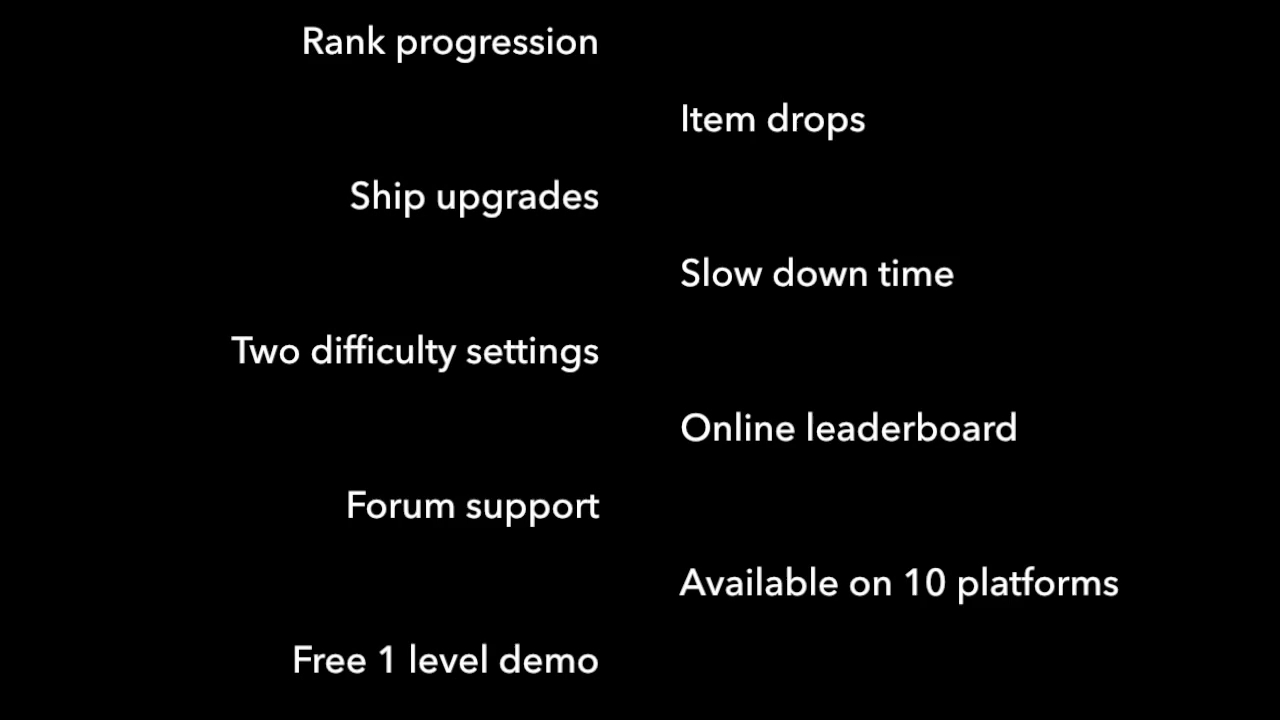 Rank progression
Item drops
Ship upgrades
Slow down time
Two difficulty settings
Online leaderboard
Forum support
Available on 10 platforms
Free 1 level demo